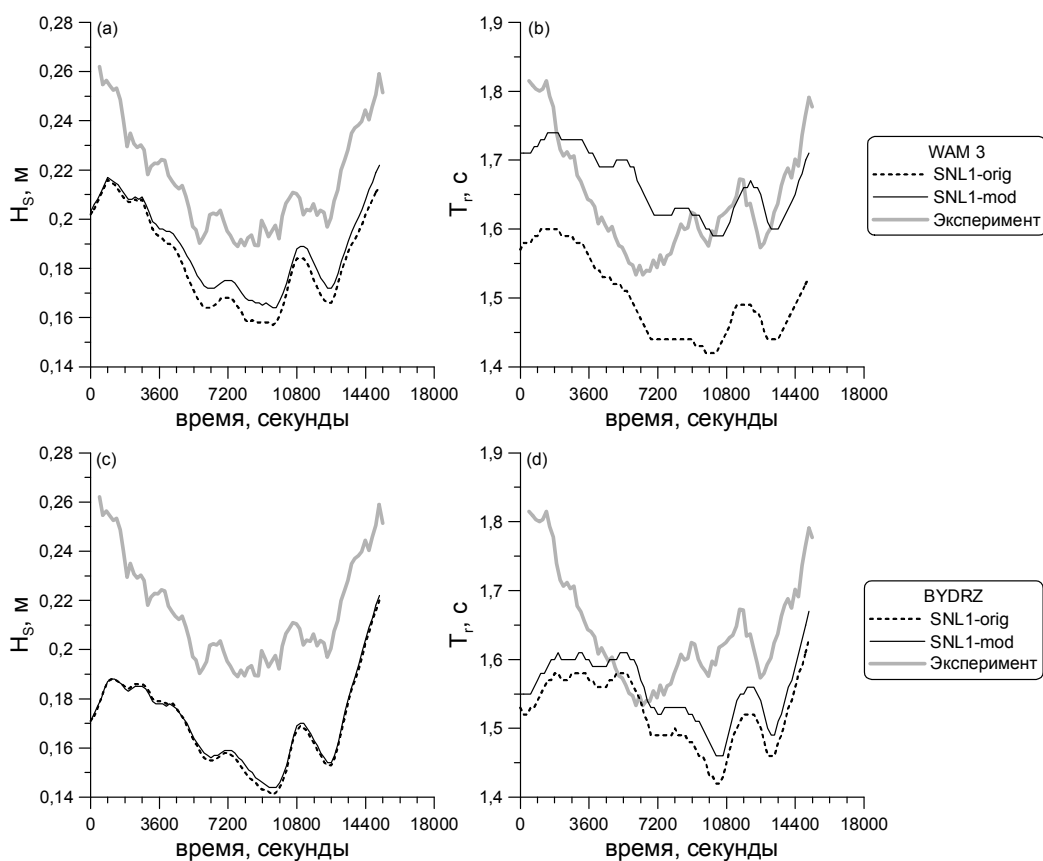 (a)
0,28
0,26
0,24
0,22
0,2
0,18
0,16
0,14
H_S, м
0 3600 7200 10800 14400 18000
время, секунды
(b)
1,9
1,8
1,7
1,6
1,5
1,4
T_r, с
0 3600 7200 10800 14400 18000
время, секунды
WAM 3
SNL1-orig
SNL1-mod
Эксперимент
(c)
0,28
0,26
0,24
0,22
0,2
0,18
0,16
0,14
H_S, м
0 3600 7200 10800 14400 18000
время, секунды
(d)
1,9
1,8
1,7
1,6
1,5
1,4
T_r, с
0 3600 7200 10800 14400 18000
время, секунды
BYDRZ
SNL1-orig
SNL1-mod
Эксперимент